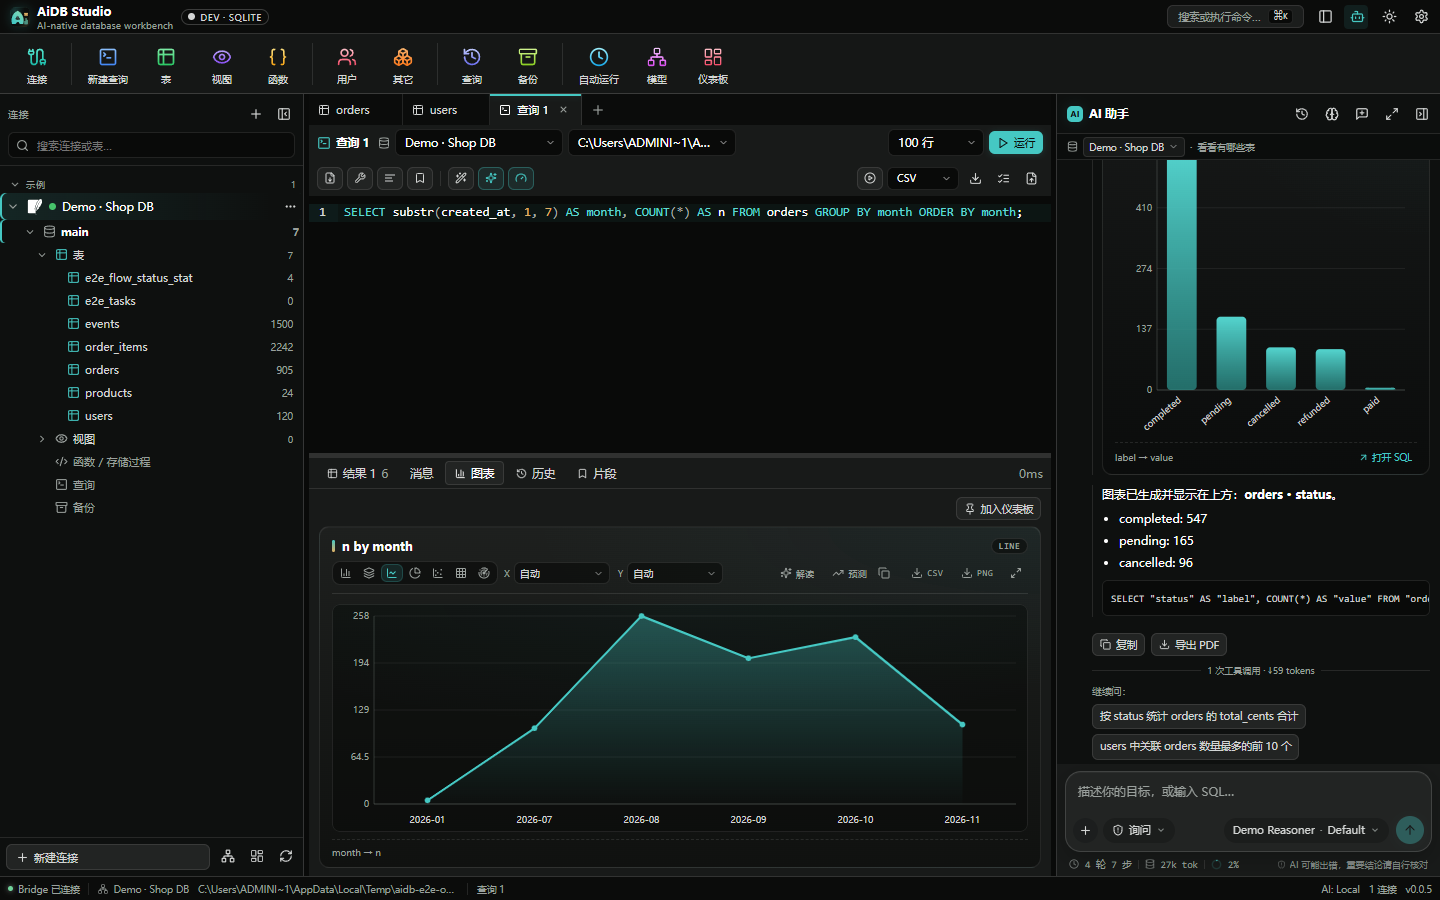 AiDB Studio
AI-native database workbench
DEV · SQLITE
搜索或执行命令...
⌘K
连接
新建查询
表
视图
函数
用户
其它
查询
备份
自动运行
模型
仪表板
连接
搜索连接或表...
示例 1
Demo · Shop DB
main 7
表 7
e2e_flow_status_stat 4
e2e_tasks 0
events 1500
order_items 2242
orders 905
products 24
users 120
视图 0
函数 / 存储过程
查询
备份
新建连接
orders
users
查询 1
查询 1
Demo · Shop DB
C:\Users\ADMINI~1\A...
100 行
运行
CSV
1 SELECT substr(created_at, 1, 7) AS month, COUNT(*) AS n FROM orders GROUP BY month ORDER BY month;
结果 1 6
消息
图表
历史
片段
0ms
加入仪表板
n by month
LINE
X 自动
Y 自动
解读
预测
CSV
PNG
258
194
129
64.5
0
2026-01
2026-07
2026-08
2026-09
2026-10
2026-11
month → n
AI AI 助手
Demo · Shop DB
· 看看有哪些表
410
274
137
0
completed
pending
cancelled
refunded
paid
label → value
打开 SQL
图表已生成并显示在上方：orders · status。
• completed: 547
• pending: 165
• cancelled: 96
SELECT "status" AS "label", COUNT(*) AS "value" FROM "orde
复制
导出 PDF
1 次工具调用 · ↓59 tokens
继续问：
按 status 统计 orders 的 total_cents 合计
users 中关联 orders 数量最多的前 10 个
描述你的目标，或输入 SQL...
询问
Demo Reasoner · Default
4 轮 7 步
27k tok
2%
AI 可能出错，重要结论请自行核对
Bridge 已连接
Demo · Shop DB
C:\Users\ADMINI~1\AppData\Local\Temp\aidb-e2e-o...
查询 1
AI: Local
1 连接
v0.0.5